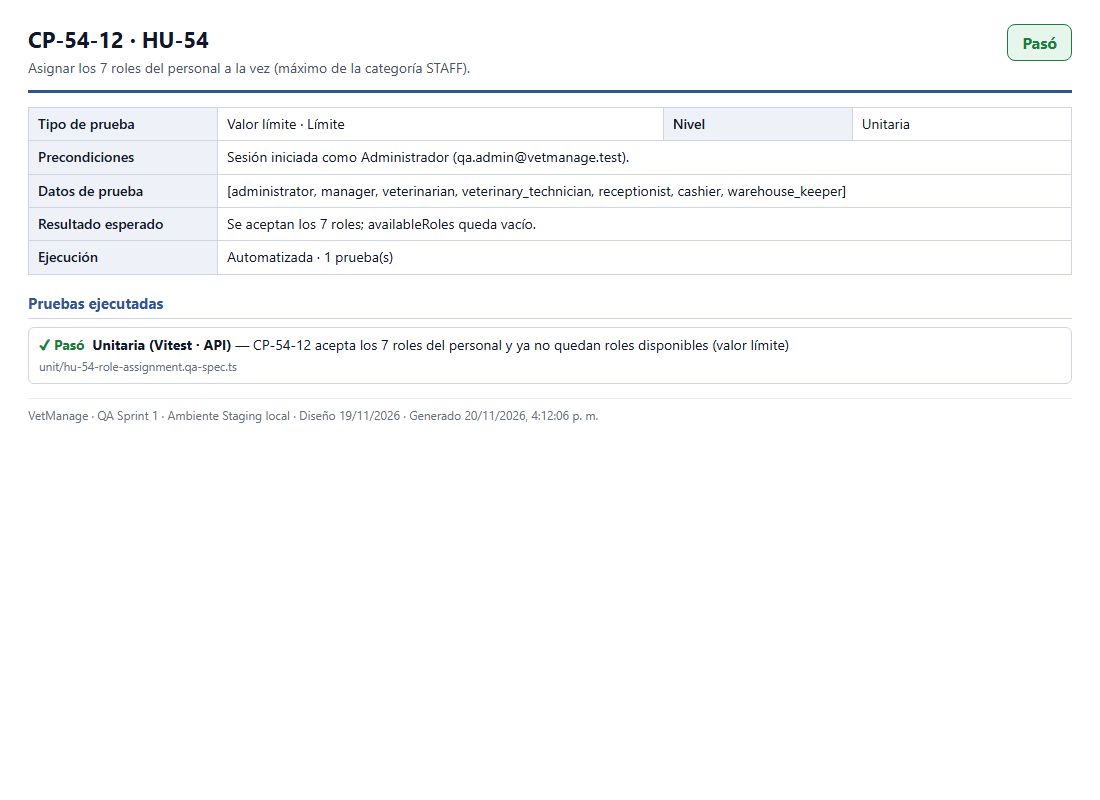 CP-54-12 · HU-54
Pasó
Asignar los 7 roles del personal a la vez (máximo de la categoría STAFF).
Tipo de prueba Valor límite · Límite Nivel Unitaria
Precondiciones Sesión iniciada como Administrador (qa.admin@vetmanage.test).
Datos de prueba [administrator, manager, veterinarian, veterinary_technician, receptionist, cashier, warehouse_keeper]
Resultado esperado Se aceptan los 7 roles; availableRoles queda vacío.
Ejecución Automatizada · 1 prueba(s)
Pruebas ejecutadas
✓ Pasó Unitaria (Vitest · API) — CP-54-12 acepta los 7 roles del personal y ya no quedan roles disponibles (valor límite)
unit/hu-54-role-assignment.qa-spec.ts
VetManage · QA Sprint 1 · Ambiente Staging local · Diseño 19/11/2026 · Generado 20/11/2026, 4:12:06 p. m.